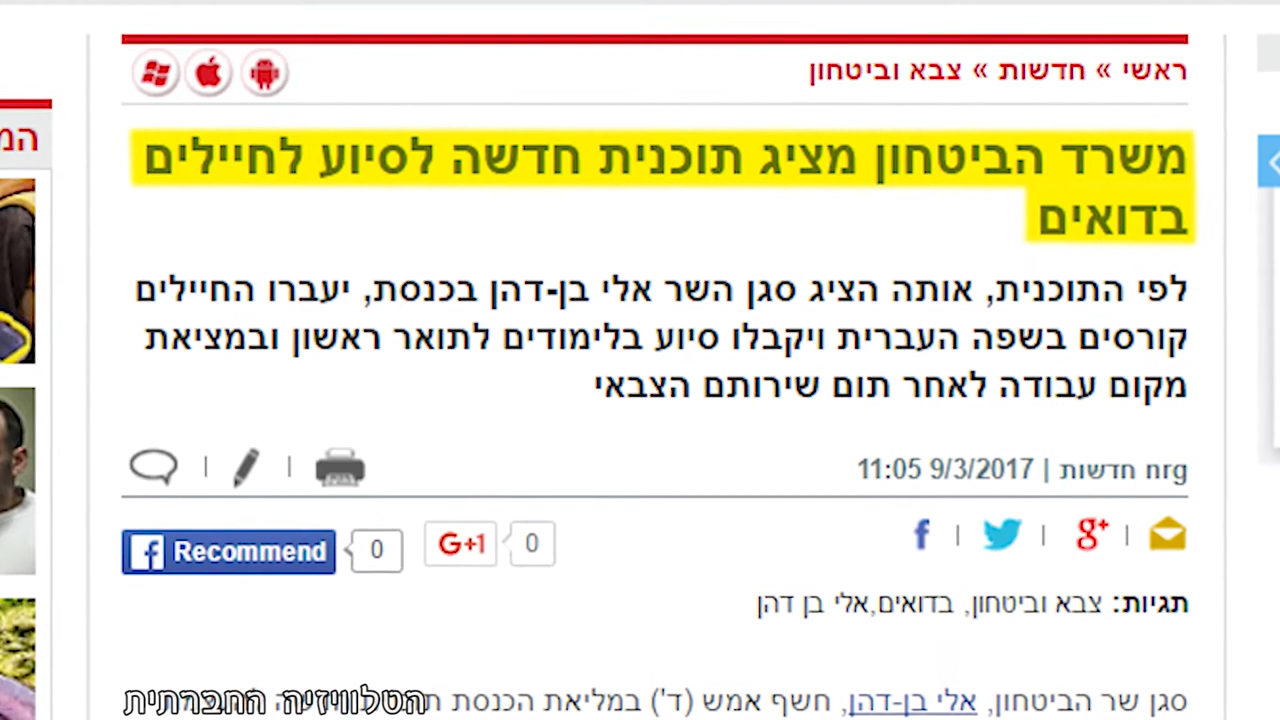 ראשי » חדשות » צבא וביטחון
המ
משרד הביטחון מציג תוכנית חדשה לסיוע לחיילים
בדואים
לפי התוכנית, אותה הציג סגן השר אלי בן-דהן בכנסת, יעברו החיילים
קורסים בשפה העברית ויקבלו סיוע בלימודים לתואר ראשון ובמציאת
מקום עבודה לאחר תום שירותם הצבאי
nrg חדשות | 9/3/2017 11:05
Recommend 0 G+1 0
תגיות: צבא וביטחון, בדואים,אלי בן דהן
סגן שר הביטחון, אלי בן-דהן, חשף אמש (ד') במליאת הכנסת
הטלוויזיה החברתית